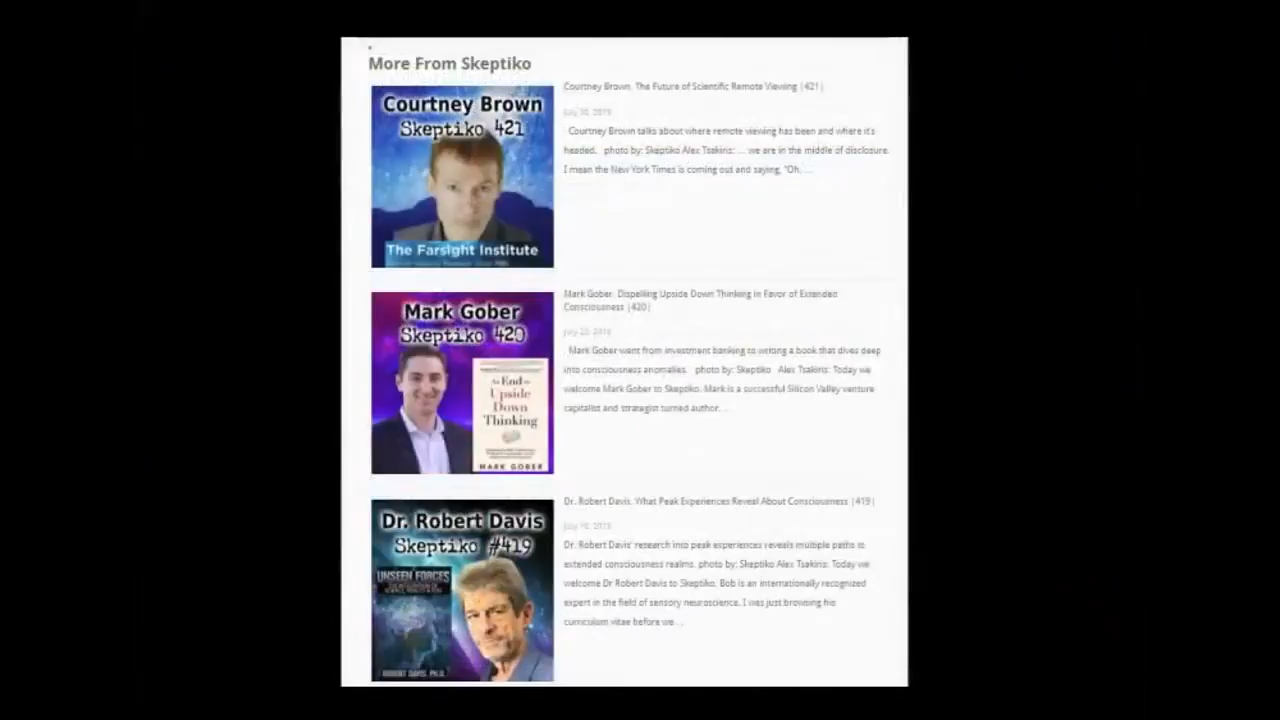 More From Skeptiko
Courtney Brown
Skeptiko 421
The Farsight Institute
Courtney Brown, The Future of Scientific Remote Viewing |421|
Courtney Brown talks about where remote viewing has been and where it's
headed. photo by: Skeptiko Alex Tsakiris: ... we are in the middle of disclosure.
I mean the New York Times is coming out and saying, "Oh, ...
Mark Gober
Skeptiko 420
An End to
Upside
Down
Thinking
MARK GOBER
Mark Gober, Dispelling Upside Down Thinking in Favor of Extended
Consciousness |420|
Mark Gober went from investment banking to writing a book that dives deep
into consciousness anomalies. photo by: Skeptiko Alex Tsakiris: Today we
welcome Mark Gober to Skeptiko. Mark is a successful Silicon Valley venture
capitalist and strategist turned author. ...
Dr. Robert Davis
Skeptiko #419
UNSEEN FORCES
ROBERT DAVIS, PH.D.
Dr. Robert Davis, What Peak Experiences Reveal About Consciousness |419|
Dr. Robert Davis' research into peak experiences reveals multiple paths to
extended consciousness realms. photo by: Skeptiko Alex Tsakiris: Today we
welcome Dr Robert Davis to Skeptiko. Bob is an internationally recognized
expert in the field of sensory neuroscience. I was just browsing his
curriculum vitae before we ...